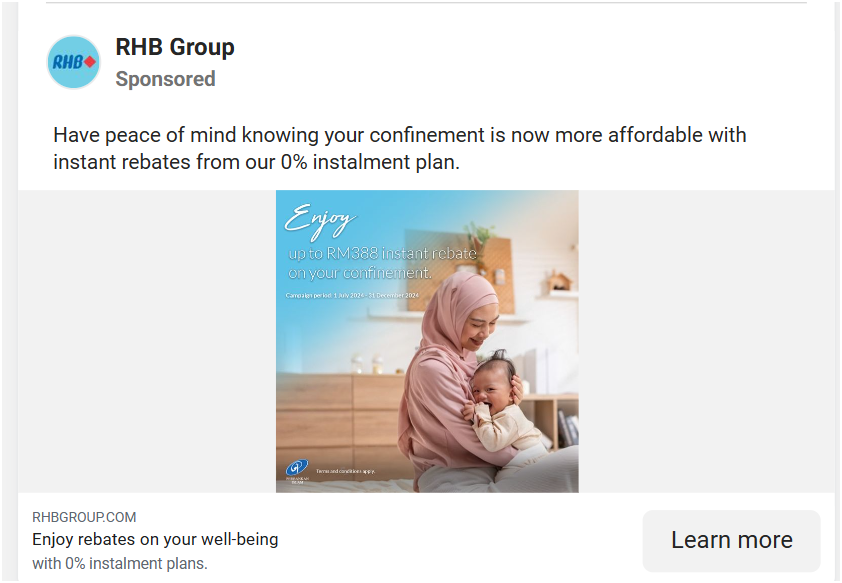 RHB
RHB Group
Sponsored
Have peace of mind knowing your confinement is now more affordable with
instant rebates from our 0% instalment plan.
Enjoy
up to RM388 instant rebate
on your confinement.
Campaign period: 1 July 2024 - 31 December 2024
PERBANKAN
ISLAM
Terms and conditions apply.
RHBGROUP.COM
Enjoy rebates on your well-being
with 0% instalment plans.
Learn more